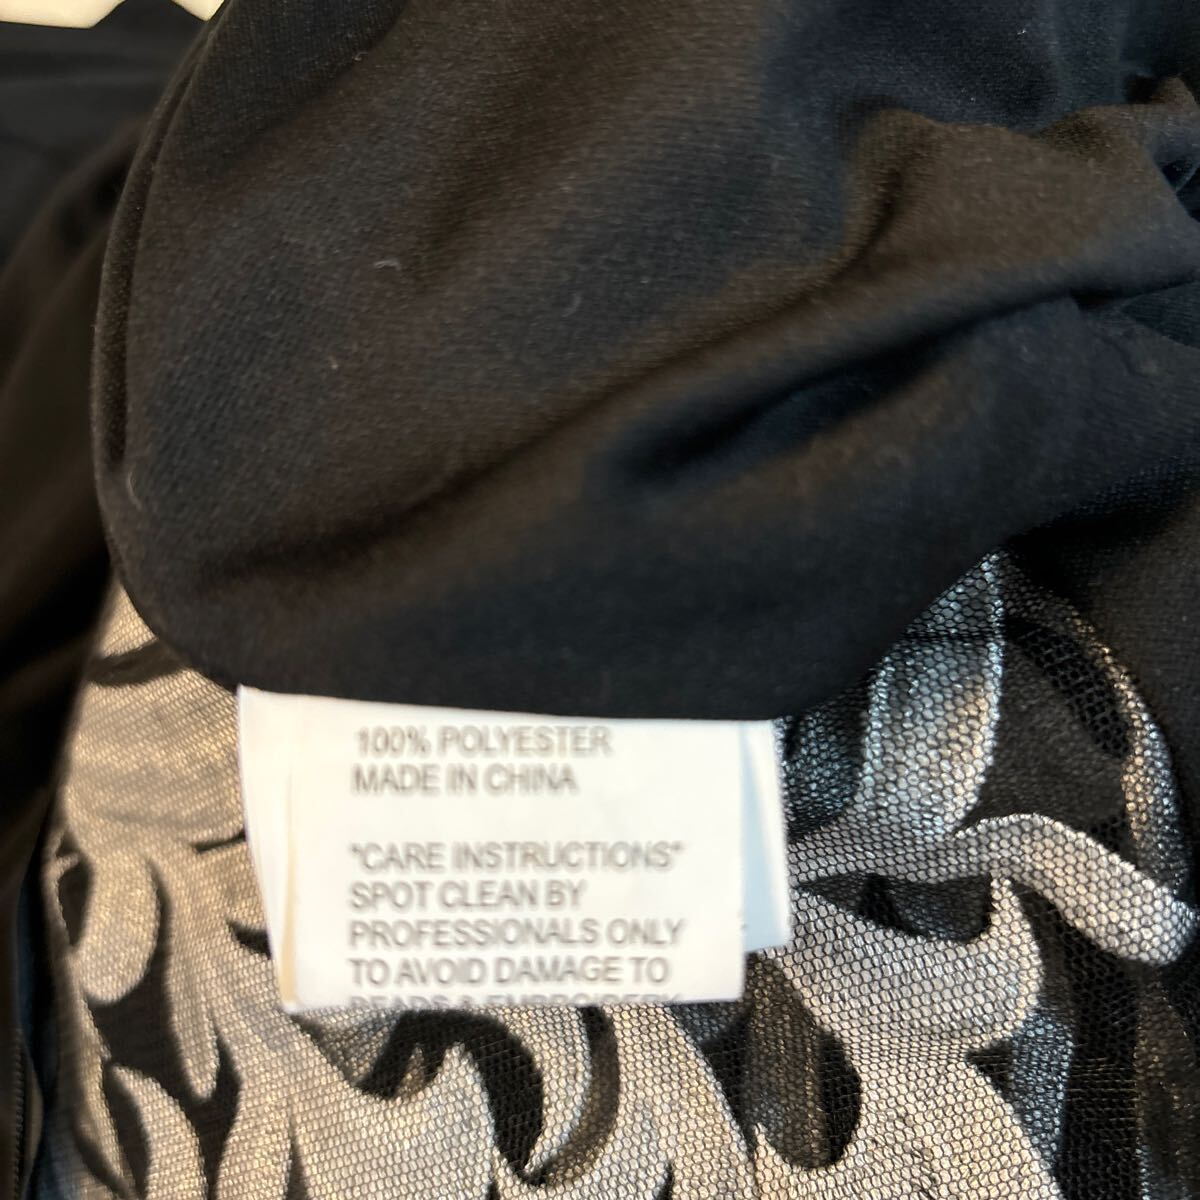 100% POLYESTER
MADE IN CHINA
*CARE INSTRUCTIONS*
SPOT CLEAN BY
PROFESSIONALS ONLY
TO AVOID DAMAGE TO